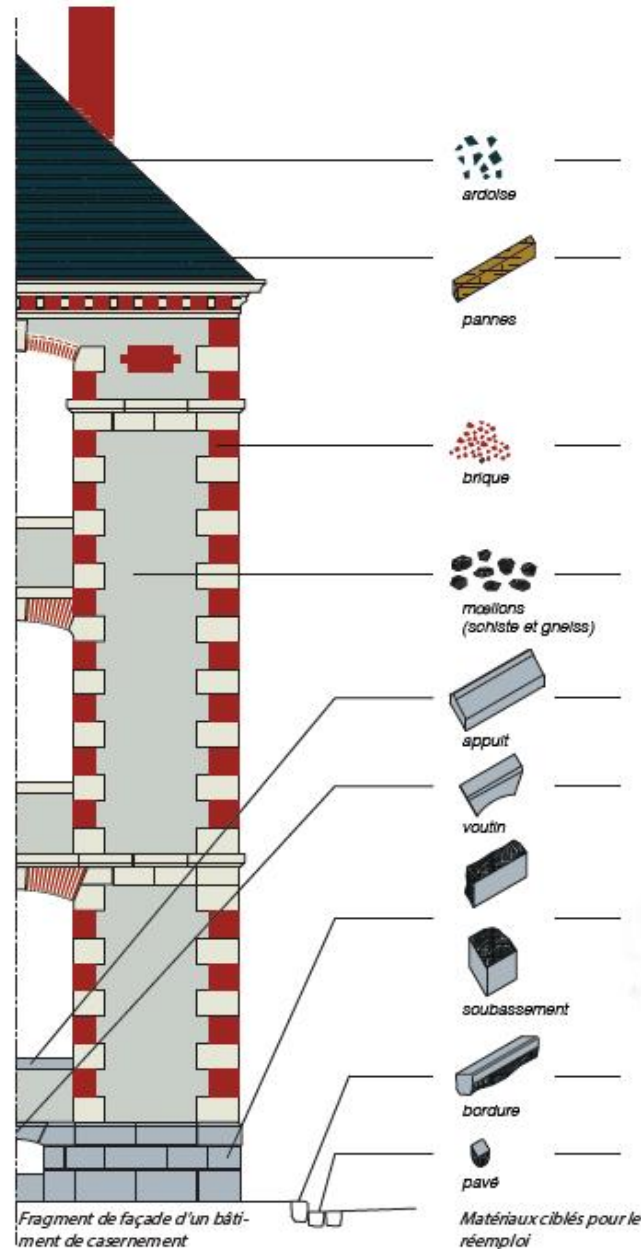 ardoise
pannes
brique
mœllons
(schiste et gneiss)
appuit
voutin
soubassement
bordure
pavé
Fragment de façade d'un bâti-
ment de casernement
Matériaux ciblés pour le
réemploi